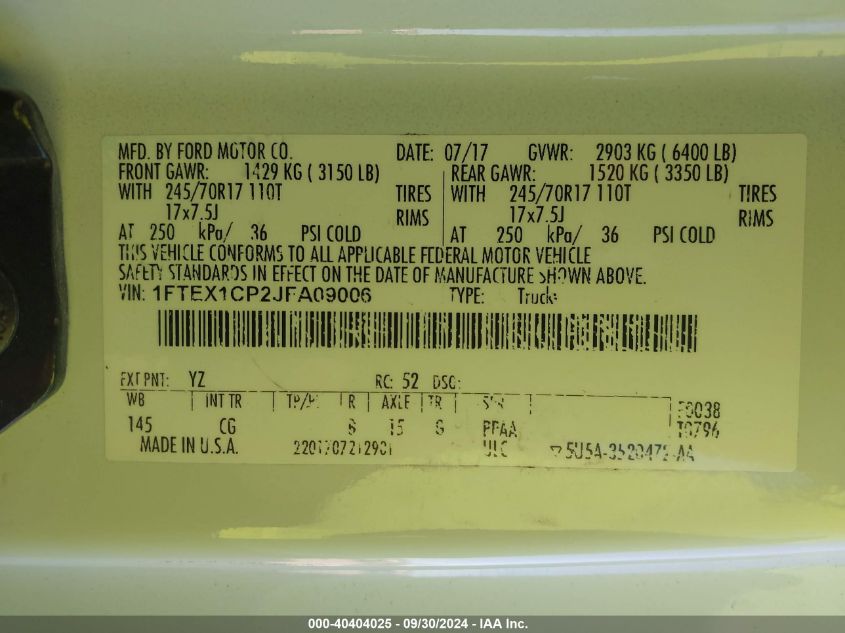 MFD. BY FORD MOTOR CO. DATE: 07/17 GVWR: 2903 KG ( 6400 LB)
FRONT GAWR: 1429 KG ( 3150 LB) REAR GAWR: 1520 KG ( 3350 LB)
WITH 245/70R17 110T TIRES WITH 245/70R17 110T TIRES
17x7.5J RIMS 17x7.5J RIMS
AT 250 kPa/ 36 PSI COLD AT 250 kPa/ 36 PSI COLD
THIS VEHICLE CONFORMS TO ALL APPLICABLE FEDERAL MOTOR VEHICLE
SAFETY STANDARDS IN EFFECT ON THE DATE OF MANUFACTURE SHOWN ABOVE.
VIN: 1FTEX1CP2JFA09006 TYPE: Truck
EXT PNT: YZ RC: 52 DSO:
WB INT TR TP/PS R AXLE TR SPR
145 CG 15 G
MADE IN U.S.A. ULC
000-40404025 - 09/30/2024 - IAA Inc.